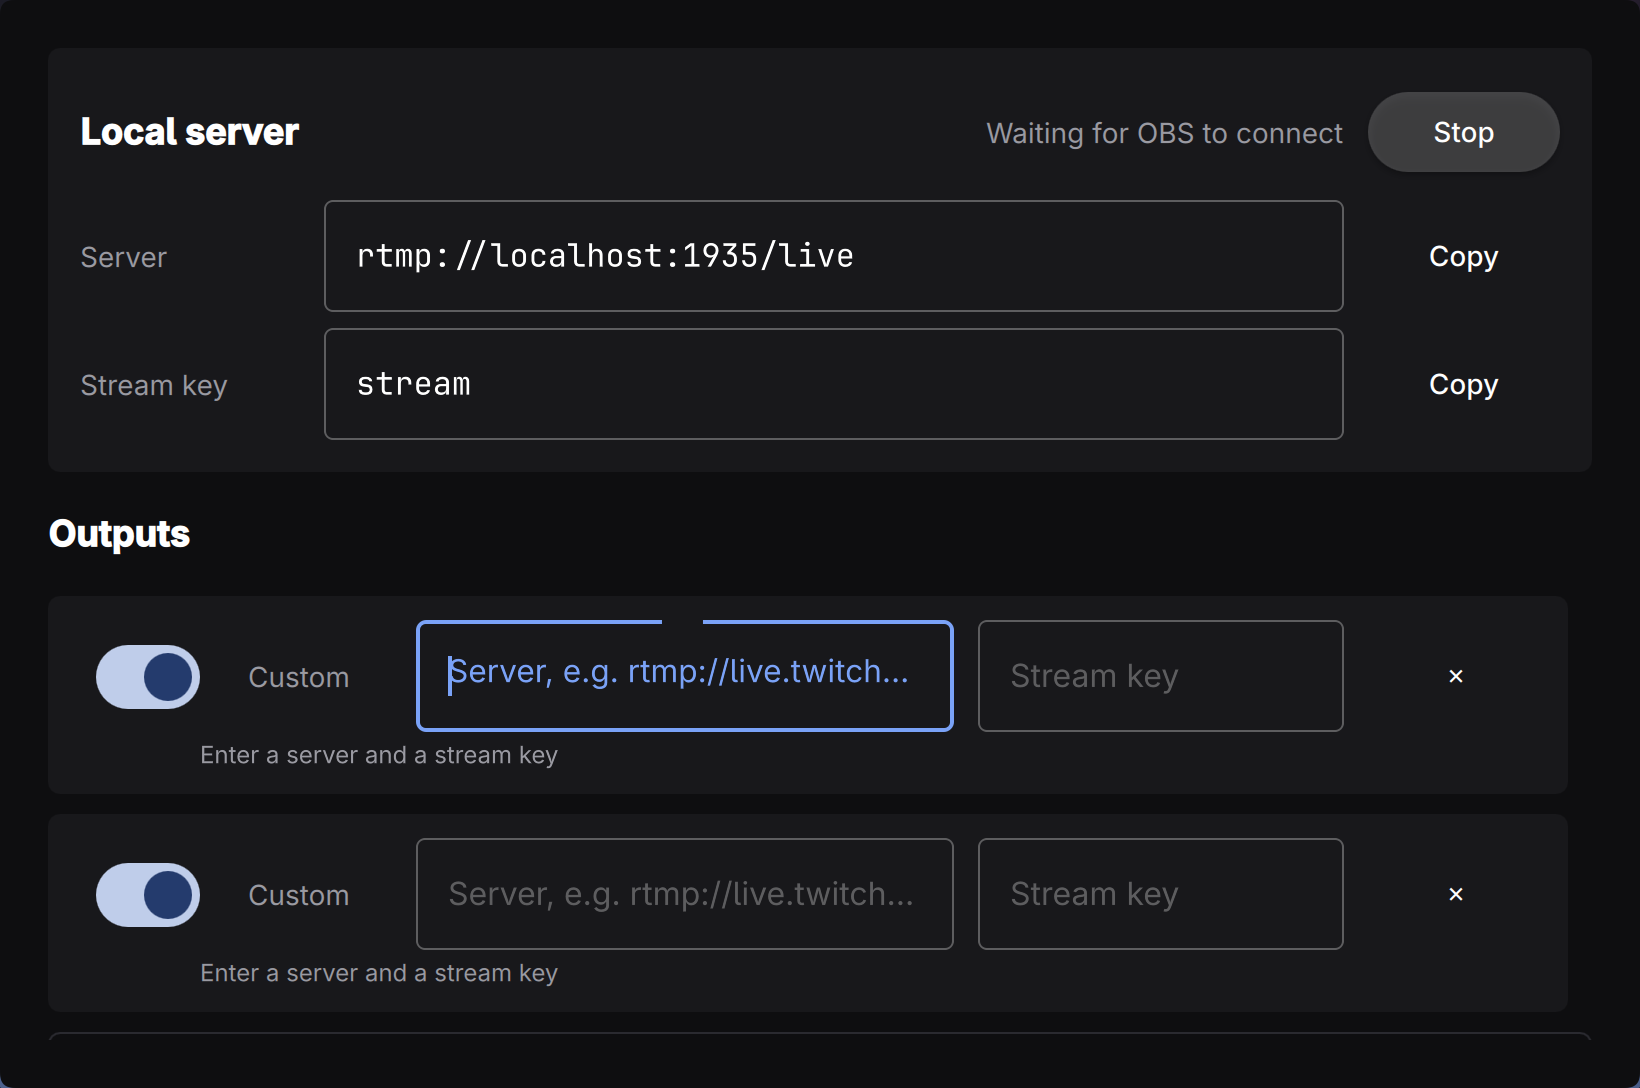 Local server
Waiting for OBS to connect
Stop
Server
rtmp://localhost:1935/live
Copy
Stream key
stream
Copy
Outputs
Custom
Server, e.g. rtmp://live.twitch...
Stream key
×
Enter a server and a stream key
Custom
Server, e.g. rtmp://live.twitch...
Stream key
×
Enter a server and a stream key